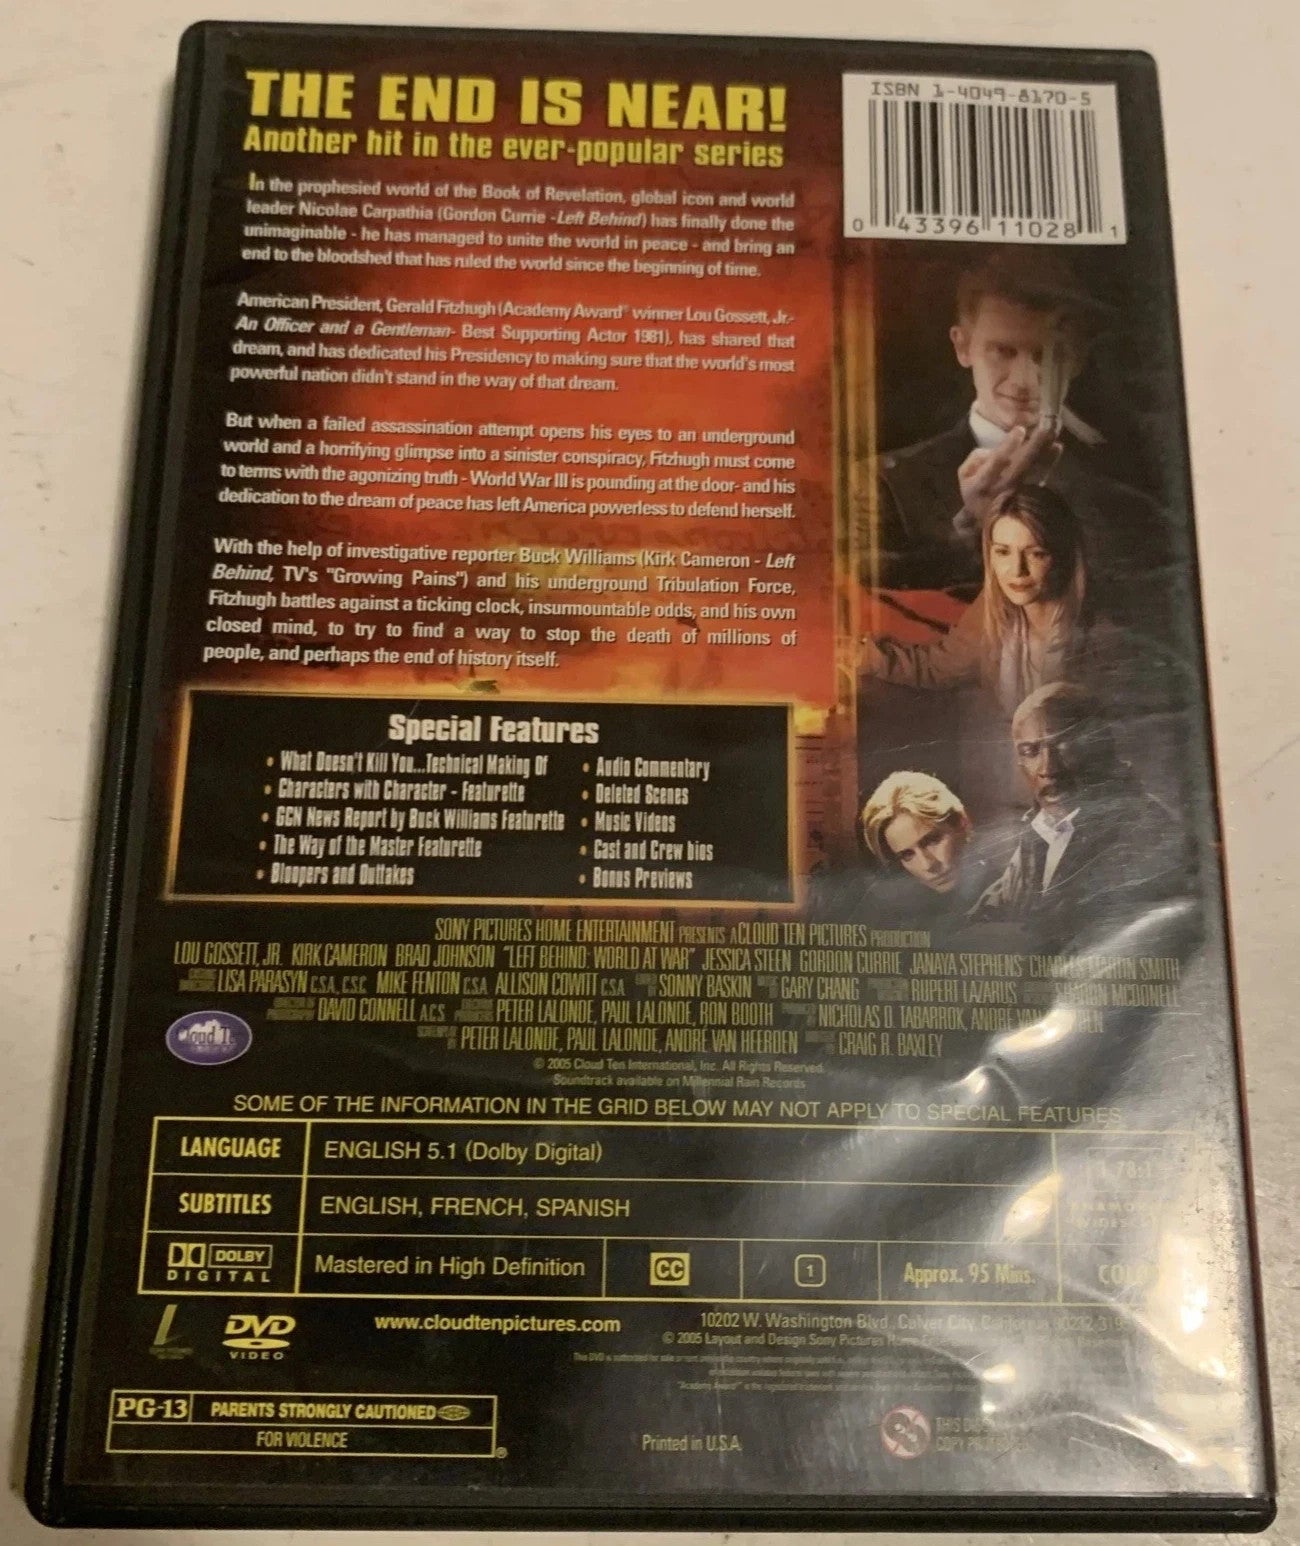 THE END IS NEAR!
Another hit in the ever-popular series
ISBN 1-4049-8170-5
0 43396 11028 1
In the prophesied world of the Book of Revelation, global icon and world
leader Nicolae Carpathia (Gordon Currie -Left Behind) has finally done the
unimaginable - he has managed to unite the world in peace - and bring an
end to the bloodshed that has ruled the world since the beginning of time.
American President, Gerald Fitzhugh (Academy Award® winner Lou Gossett, Jr.-
An Officer and a Gentleman- Best Supporting Actor 1981), has shared that
dream, and has dedicated his Presidency to making sure that the world's most
powerful nation didn't stand in the way of that dream.
But when a failed assassination attempt opens his eyes to an underground
world and a horrifying glimpse into a sinister conspiracy, Fitzhugh must come
to terms with the agonizing truth - World War III is pounding at the door- and his
dedication to the dream of peace has left America powerless to defend herself.
With the help of investigative reporter Buck Williams (Kirk Cameron - Left
Behind, TV's "Growing Pains") and his underground Tribulation Force,
Fitzhugh battles against a ticking clock, insurmountable odds, and his own
closed mind, to try to find a way to stop the death of millions of
people, and perhaps the end of history itself.
Special Features
• What Doesn't Kill You...Technical Making Of
• Characters with Character - Featurette
• GCN News Report by Buck Williams Featurette
• The Way of the Master Featurette
• Bloopers and Outtakes
• Audio Commentary
• Deleted Scenes
• Music Videos
• Cast and Crew bios
• Bonus Previews
SONY PICTURES HOME ENTERTAINMENT PRESENTS A CLOUD TEN PICTURES PRODUCTION
LOU GOSSETT, JR. KIRK CAMERON BRAD JOHNSON "LEFT BEHIND: WORLD AT WAR" JESSICA STEEN GORDON CURRIE JANAYA STEPHENS MARTIN SMITH
LISA PARASYN C.S.A., C.S.C. MIKE FENTON C.S.A. ALLISON COWITT C.S.A. SONNY BASKIN GARY CHANG RUPERT LAZARUS SHARON MCDONELL
DAVID CONNELL A.C.S. PETER LALONDE, PAUL LALONDE, RON BOOTH NICHOLAS D. TABARROK, ANDRÉ VAN
PETER LALONDE, PAUL LALONDE, ANDRÉ VAN HEERDEN CRAIG R. BAXLEY
Cloud Te
© 2005 Cloud Ten International, Inc. All Rights Reserved.
Soundtrack available on Millennial Rain Records
SOME OF THE INFORMATION IN THE GRID BELOW MAY NOT APPLY TO SPECIAL FEATURES
LANGUAGE ENGLISH 5.1 (Dolby Digital)
1.78:1
SUBTITLES ENGLISH, FRENCH, SPANISH
WIDES
DOLBY
DIGITAL
Mastered in High Definition CC 1 Approx. 95 Mins. COLOR
DVD
VIDEO
www.cloudtenpictures.com
10202 W. Washington Blvd., Culver City, California 90232
© 2005 Layout and Design Sony Pictures Home
PG-13 PARENTS STRONGLY CAUTIONED
FOR VIOLENCE
®
Printed in U.S.A.
THIS
COPY